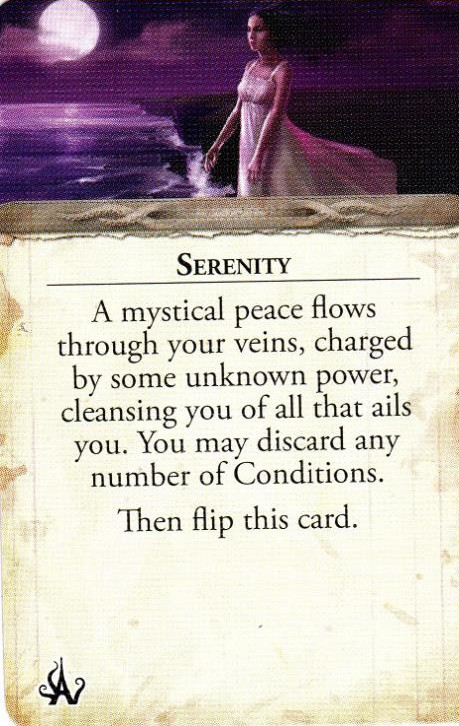 SERENITY
A mystical peace flows
through your veins, charged
by some unknown power,
cleansing you of all that ails
you. You may discard any
number of Conditions.
Then flip this card.